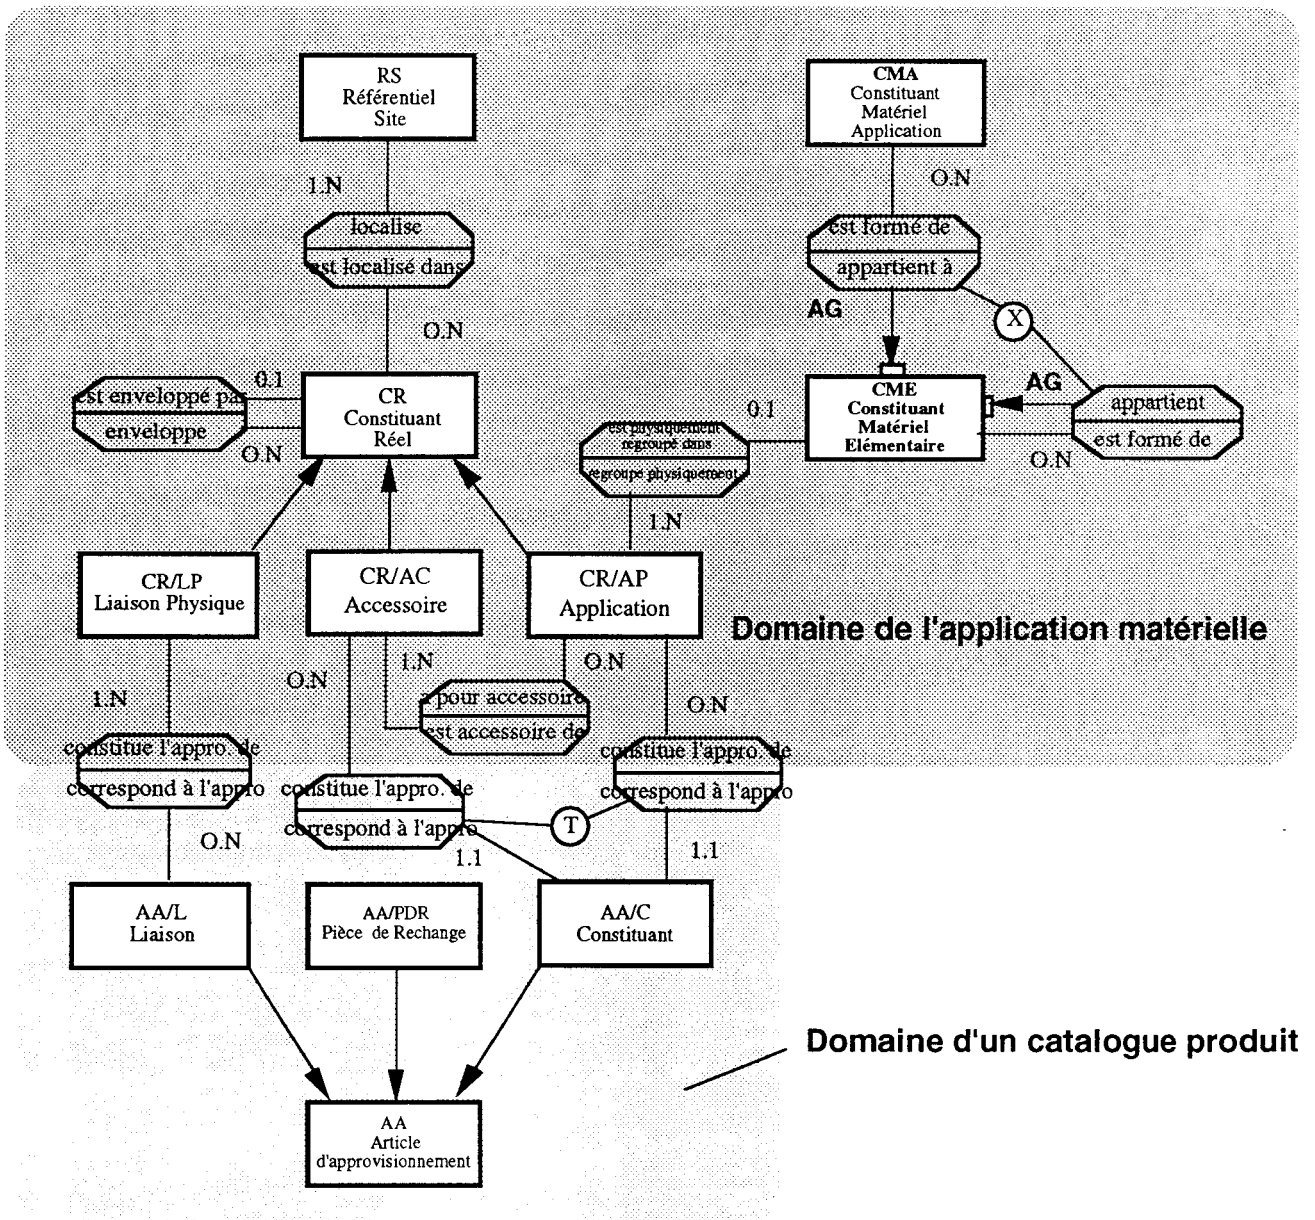 RS
Référentiel
Site
CMA
Constituant
Matériel
Application
1.N
O.N
localise
est localisé dans
est formé de
appartient à
AG
X
O.N
est enveloppé par
enveloppe
0.1
O.N
CR
Constituant
Réel
CME
Constituant
Matériel
Elémentaire
AG
appartient
est formé de
O.N
0.1
est physiquement
regroupé dans
regroupe physiquement
1.N
CR/LP
Liaison Physique
CR/AC
Accessoire
CR/AP
Application
Domaine de l'application matérielle
1.N
O.N
1.N
O.N
O.N
a pour accessoire
est accessoire de
constitue l'appro. de
correspond à l'appro
constitue l'appro. de
correspond à l'appro
constitue l'appro. de
correspond à l'appro
T
O.N
1.1
1.1
AA/L
Liaison
AA/PDR
Pièce de Rechange
AA/C
Constituant
Domaine d'un catalogue produit
AA
Article
d'approvisionnement